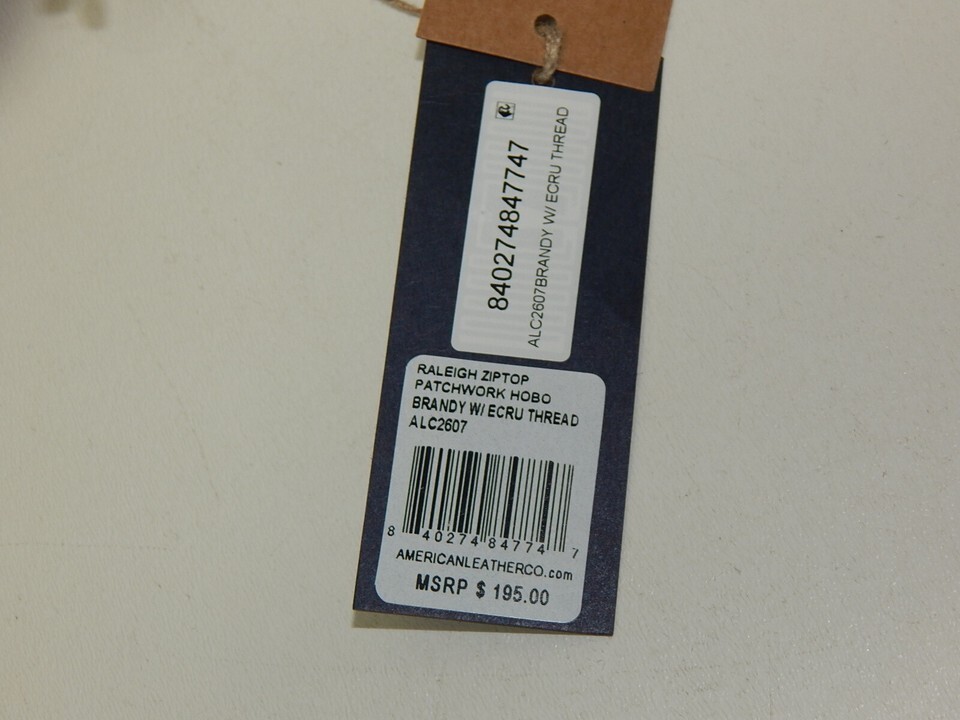 840274847747
ALC2607BRANDY W/ ECRU THREAD
RALEIGH ZIPTOP
PATCHWORK HOBO
BRANDY W/ ECRU THREAD
ALC2607
8 40274 84774 7
AMERICANLEATHERCO.com
MSRP $ 195.00